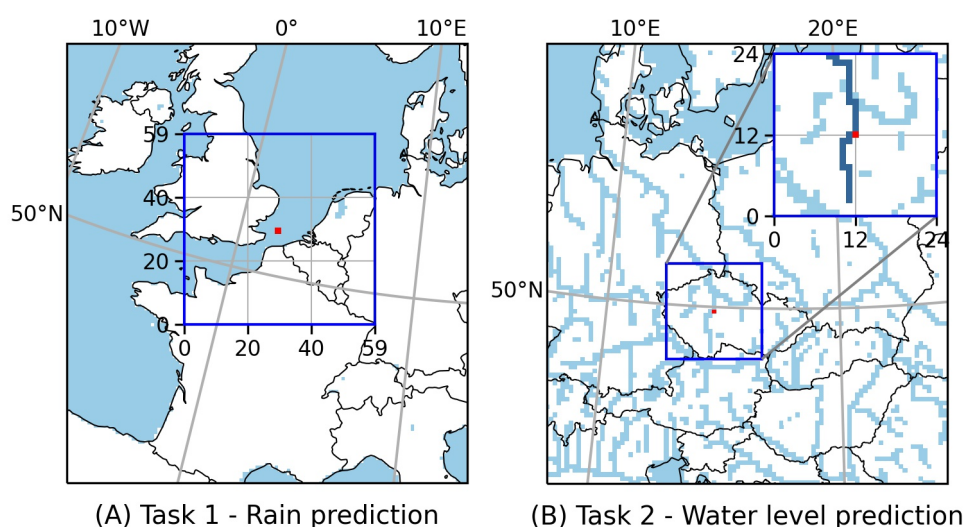 10°W 0° 10°E
50°N
59
40
20
0
0 20 40 59
(A) Task 1 - Rain prediction
10°E 20°E
50°N
24
12
0
0 12 24
(B) Task 2 - Water level prediction